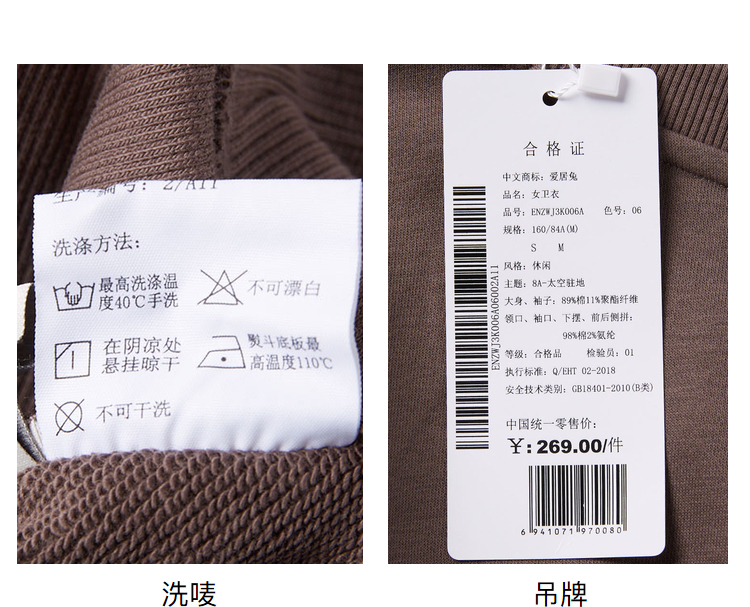 生产编号: 2/A11
洗涤方法:
最高洗涤温
度40℃手洗
不可漂白
在阴凉处
悬挂晾干
熨斗底板最
高温度110℃
不可干洗
合格证
中文商标: 爱居兔
品名: 女卫衣
品号: ENZWJ3K006A 色号: 06
规格: 160/84A(M)
S M
风格: 休闲
主题: 8A-太空驻地
大身、袖子: 89%棉11%聚酯纤维
领口、袖口、下摆、前后侧拼:
98%棉2%氨纶
等级: 合格品 检验员: 01
执行标准: Q/EHT 02-2018
安全技术类别: GB18401-2010(B类)
ENZWJ3K006A06002A11
中国统一零售价:
¥: 269.00/件
6 941071 970080
洗唛
吊牌